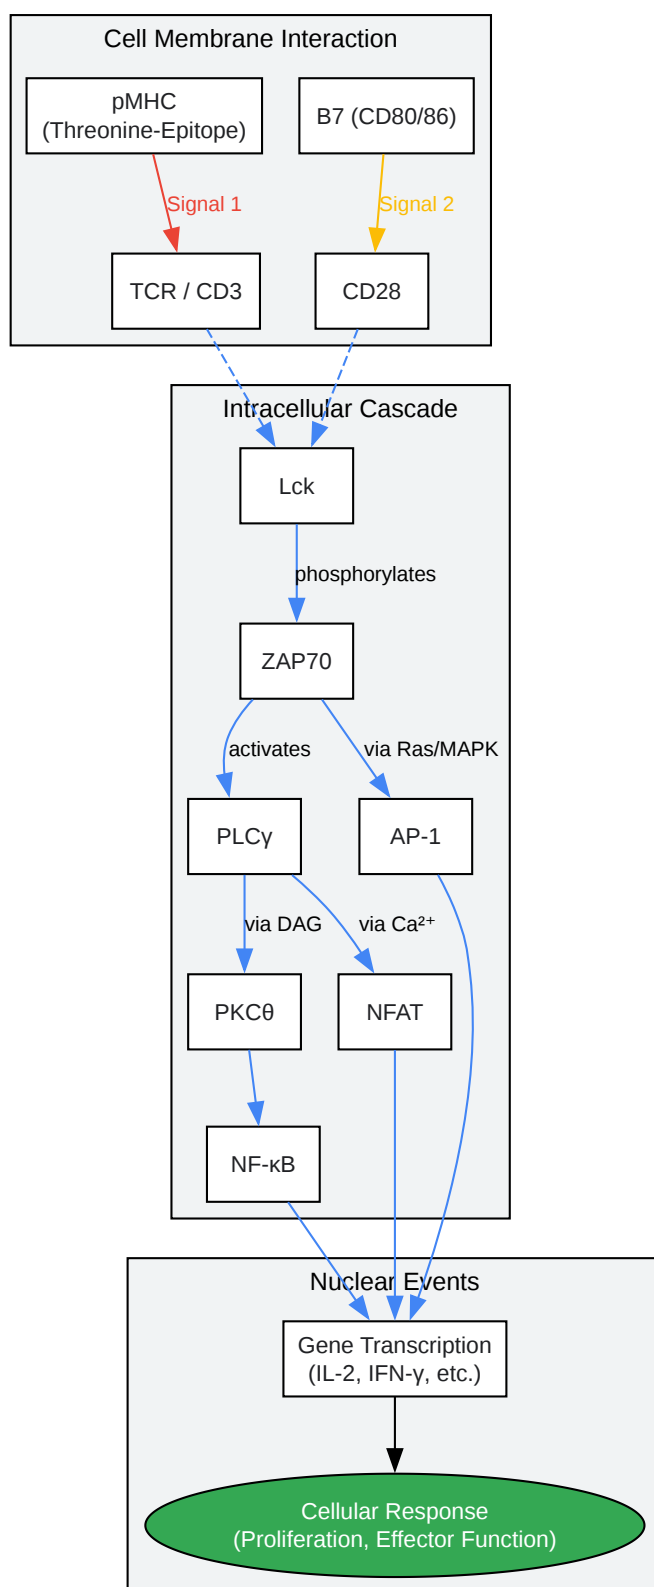 Cell Membrane Interaction
pMHC
(Threonine-Epitope)
B7 (CD80/86)
Signal 1
Signal 2
TCR / CD3
CD28
Intracellular Cascade
Lck
phosphorylates
ZAP70
activates
via Ras/MAPK
PLCγ
AP-1
via DAG
via Ca²⁺
PKCθ
NFAT
NF-κB
Nuclear Events
Gene Transcription
(IL-2, IFN-γ, etc.)
Cellular Response
(Proliferation, Effector Function)